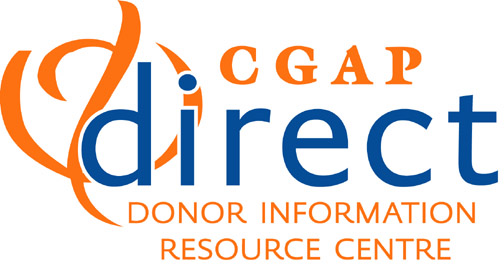 CGAP
direct
DONOR INFORMATION
RESOURCE CENTRE